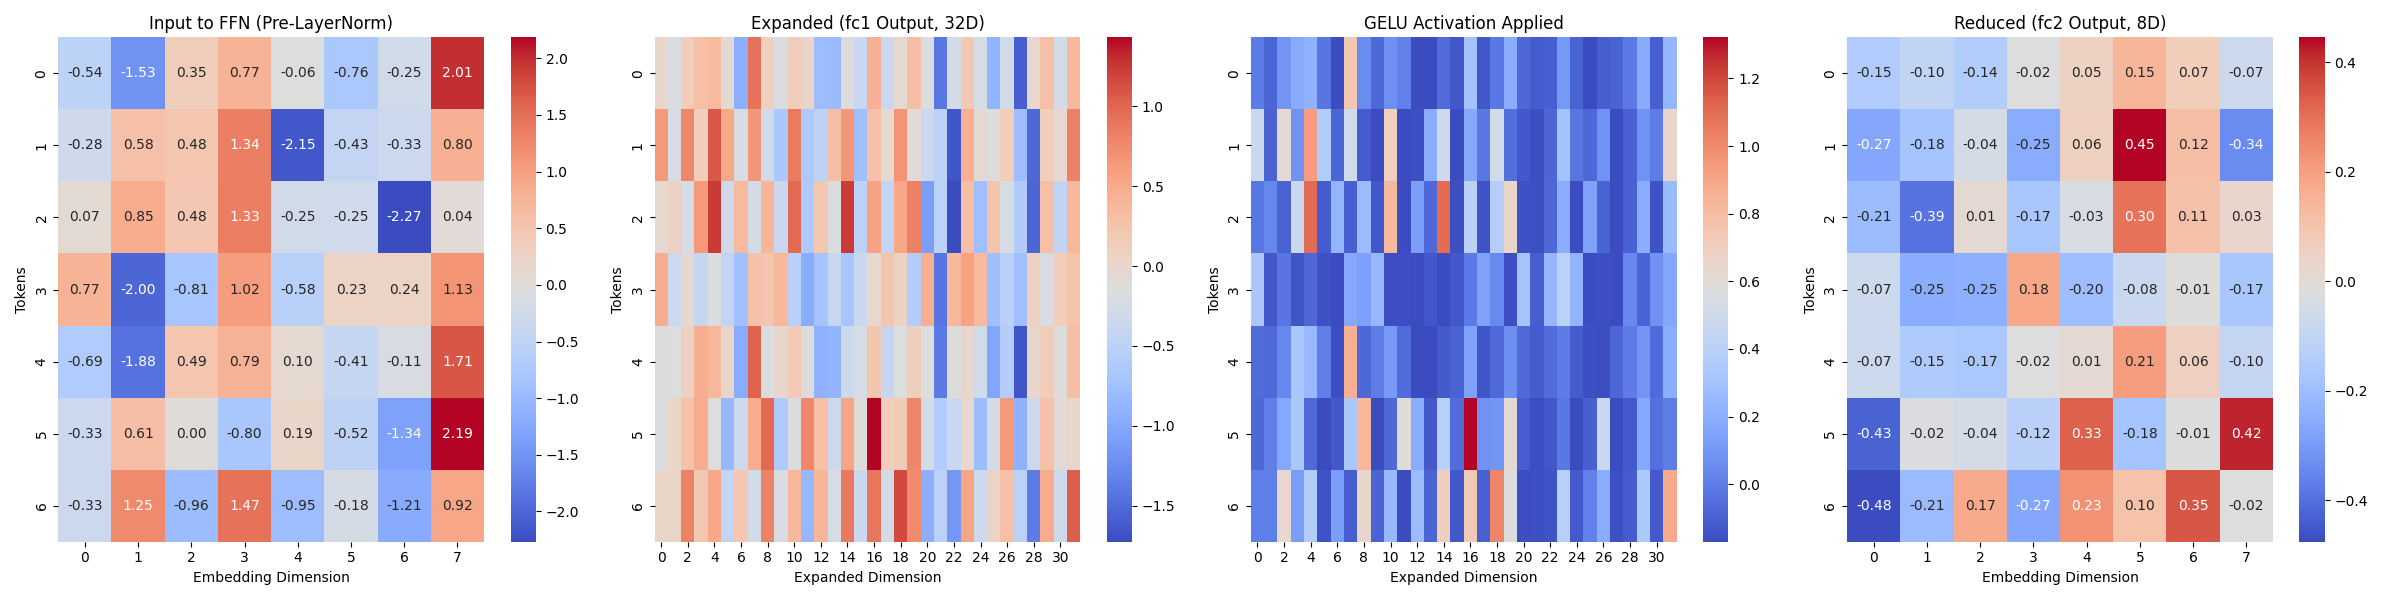 Input to FFN (Pre-LayerNorm)
Tokens
0 -0.54 -1.53 0.35 0.77 -0.06 -0.76 -0.25 2.01
1 -0.28 0.58 0.48 1.34 -2.15 -0.43 -0.33 0.80
2 0.07 0.85 0.48 1.33 -0.25 -0.25 -2.27 0.04
3 0.77 -2.00 -0.81 1.02 -0.58 0.23 0.24 1.13
4 -0.69 -1.88 0.49 0.79 0.10 -0.41 -0.11 1.71
5 -0.33 0.61 0.00 -0.80 0.19 -0.52 -1.34 2.19
6 -0.33 1.25 -0.96 1.47 -0.95 -0.18 -1.21 0.92
0 1 2 3 4 5 6 7
Embedding Dimension
2.0
1.5
1.0
0.5
0.0
−0.5
−1.0
−1.5
−2.0
Expanded (fc1 Output, 32D)
Tokens
0
1
2
3
4
5
6
0 2 4 6 8 10 12 14 16 18 20 22 24 26 28 30
Expanded Dimension
1.0
0.5
0.0
−0.5
−1.0
−1.5
GELU Activation Applied
Tokens
0
1
2
3
4
5
6
0 2 4 6 8 10 12 14 16 18 20 22 24 26 28 30
Expanded Dimension
1.2
1.0
0.8
0.6
0.4
0.2
0.0
Reduced (fc2 Output, 8D)
Tokens
0 -0.15 -0.10 -0.14 -0.02 0.05 0.15 0.07 -0.07
1 -0.27 -0.18 -0.04 -0.25 0.06 0.45 0.12 -0.34
2 -0.21 -0.39 0.01 -0.17 -0.03 0.30 0.11 0.03
3 -0.07 -0.25 -0.25 0.18 -0.20 -0.08 -0.01 -0.17
4 -0.07 -0.15 -0.17 -0.02 0.01 0.21 0.06 -0.10
5 -0.43 -0.02 -0.04 -0.12 0.33 -0.18 -0.01 0.42
6 -0.48 -0.21 0.17 -0.27 0.23 0.10 0.35 -0.02
0 1 2 3 4 5 6 7
Embedding Dimension
0.4
0.2
0.0
−0.2
−0.4